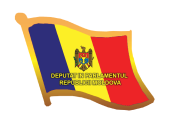 DEPUTAT IN PARLAMENTUL
REPUBLICII MOLDOVA